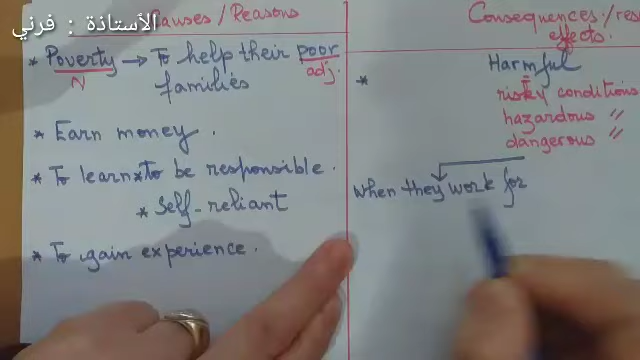 الأستاذة : فرني
Causes / Reasons
* Poverty → To help their poor
N
adj.
families
* Earn money.
* To learn * To be responsible.
* Self-reliant
* To gain experience.
Consequences /
effects.
*
Harmful
risky conditions
hazardous "
dangerous "
when they work for